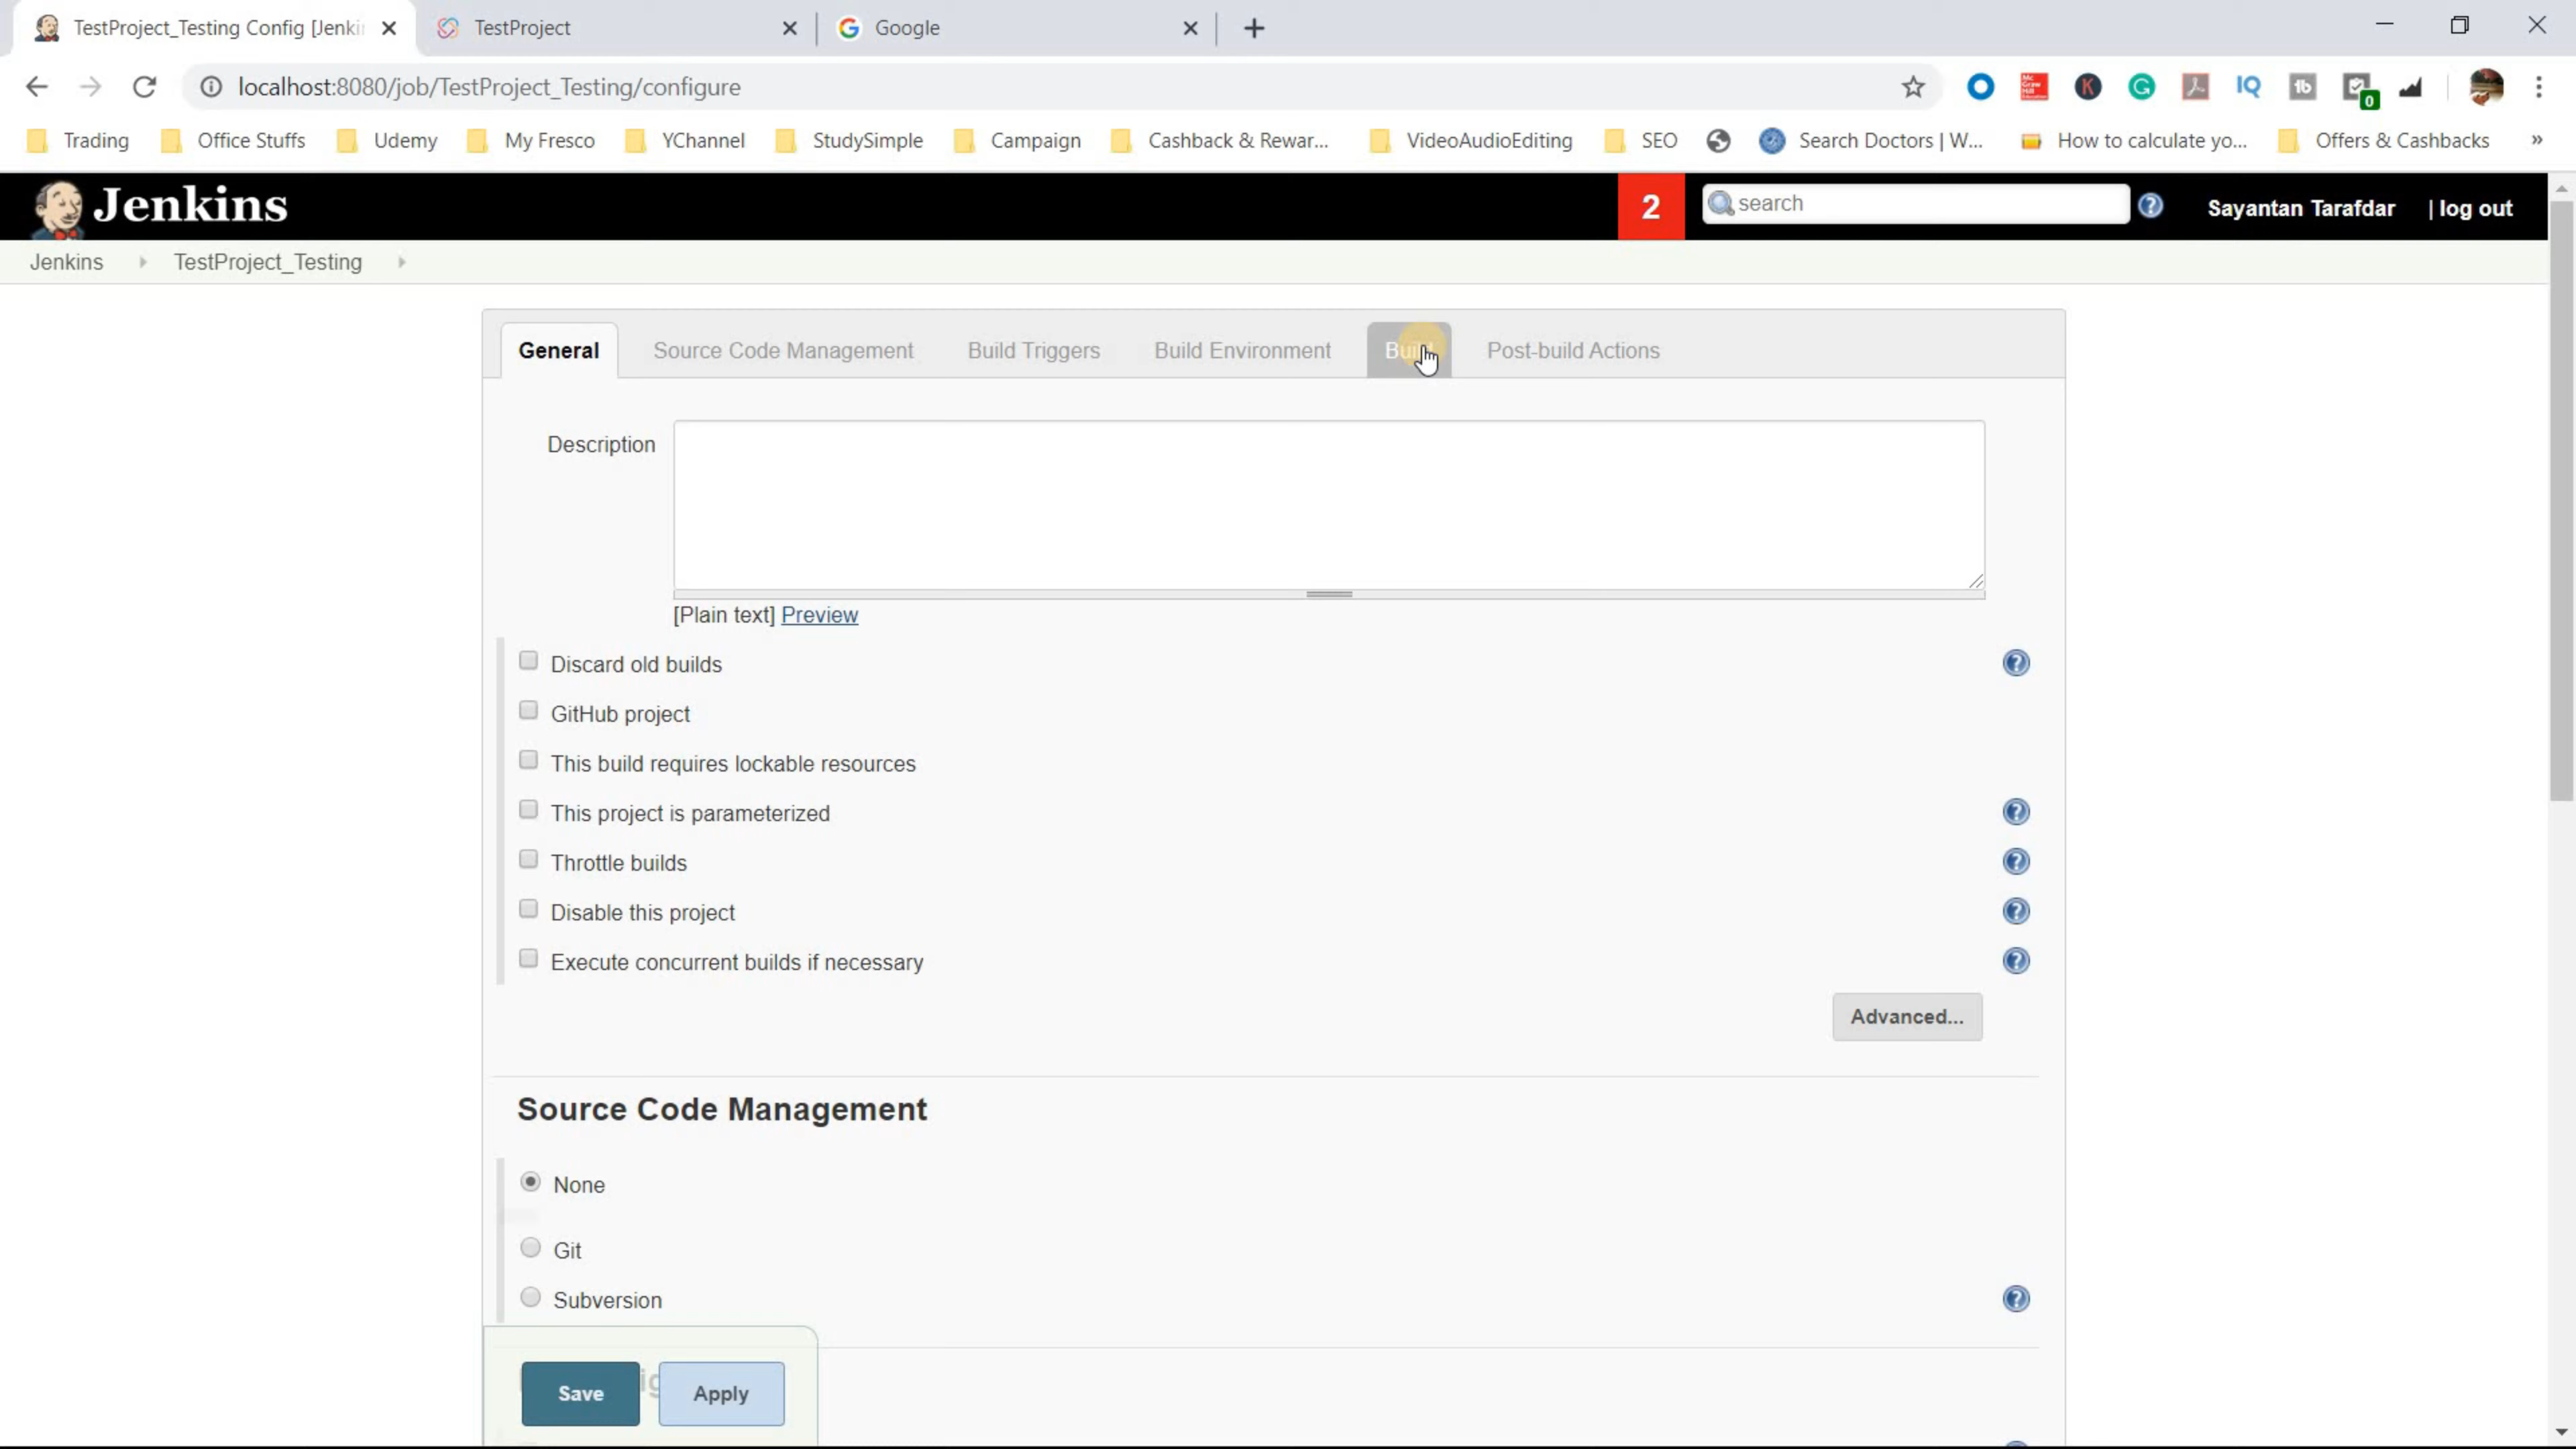 TestProject_Testing Config [Jenki
TestProject
Google
localhost:8080/job/TestProject_Testing/configure
0
Trading
Office Stuffs
Udemy
My Fresco
YChannel
StudySimple
Campaign
Cashback & Rewar...
VideoAudioEditing
SEO
Search Doctors | W...
How to calculate yo...
Offers & Cashbacks
»
Jenkins
2
search
Sayantan Tarafdar
| log out
Jenkins
TestProject_Testing
General
Source Code Management
Build Triggers
Build Environment
Build
Post-build Actions
Description
[Plain text] Preview
Discard old builds
GitHub project
This build requires lockable resources
This project is parameterized
Throttle builds
Disable this project
Execute concurrent builds if necessary
Advanced...
Source Code Management
None
Git
Subversion
Save
Apply